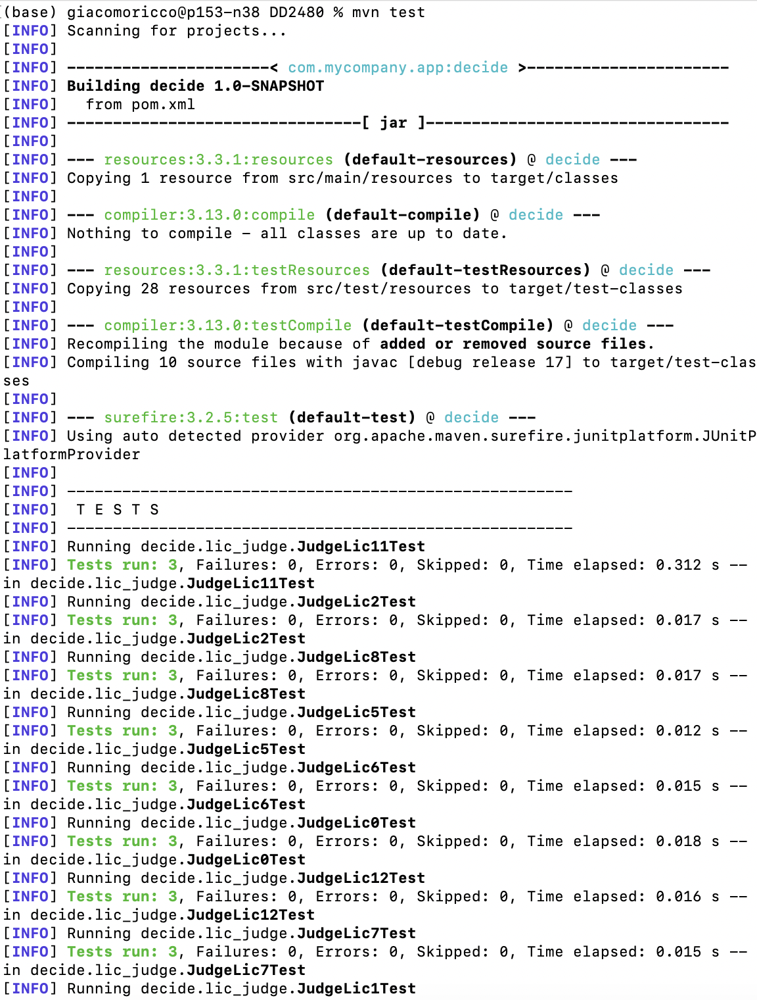 (base) giacomoricco@p153-n38 DD2480 % mvn test
[INFO] Scanning for projects...
[INFO]
[INFO] ----------------------< com.mycompany.app:decide >----------------------
[INFO] Building decide 1.0-SNAPSHOT
[INFO]   from pom.xml
[INFO] --------------------------------[ jar ]---------------------------------
[INFO]
[INFO] --- resources:3.3.1:resources (default-resources) @ decide ---
[INFO] Copying 1 resource from src/main/resources to target/classes
[INFO]
[INFO] --- compiler:3.13.0:compile (default-compile) @ decide ---
[INFO] Nothing to compile - all classes are up to date.
[INFO]
[INFO] --- resources:3.3.1:testResources (default-testResources) @ decide ---
[INFO] Copying 28 resources from src/test/resources to target/test-classes
[INFO]
[INFO] --- compiler:3.13.0:testCompile (default-testCompile) @ decide ---
[INFO] Recompiling the module because of added or removed source files.
[INFO] Compiling 10 source files with javac [debug release 17] to target/test-clas
ses
[INFO]
[INFO] --- surefire:3.2.5:test (default-test) @ decide ---
[INFO] Using auto detected provider org.apache.maven.surefire.junitplatform.JUnitP
latformProvider
[INFO]
[INFO] -------------------------------------------------------
[INFO]  T E S T S
[INFO] -------------------------------------------------------
[INFO] Running decide.lic_judge.JudgeLic11Test
[INFO] Tests run: 3, Failures: 0, Errors: 0, Skipped: 0, Time elapsed: 0.312 s --
in decide.lic_judge.JudgeLic11Test
[INFO] Running decide.lic_judge.JudgeLic2Test
[INFO] Tests run: 3, Failures: 0, Errors: 0, Skipped: 0, Time elapsed: 0.017 s --
in decide.lic_judge.JudgeLic2Test
[INFO] Running decide.lic_judge.JudgeLic8Test
[INFO] Tests run: 3, Failures: 0, Errors: 0, Skipped: 0, Time elapsed: 0.017 s --
in decide.lic_judge.JudgeLic8Test
[INFO] Running decide.lic_judge.JudgeLic5Test
[INFO] Tests run: 3, Failures: 0, Errors: 0, Skipped: 0, Time elapsed: 0.012 s --
in decide.lic_judge.JudgeLic5Test
[INFO] Running decide.lic_judge.JudgeLic6Test
[INFO] Tests run: 3, Failures: 0, Errors: 0, Skipped: 0, Time elapsed: 0.015 s --
in decide.lic_judge.JudgeLic6Test
[INFO] Running decide.lic_judge.JudgeLic0Test
[INFO] Tests run: 3, Failures: 0, Errors: 0, Skipped: 0, Time elapsed: 0.018 s --
in decide.lic_judge.JudgeLic0Test
[INFO] Running decide.lic_judge.JudgeLic12Test
[INFO] Tests run: 3, Failures: 0, Errors: 0, Skipped: 0, Time elapsed: 0.016 s --
in decide.lic_judge.JudgeLic12Test
[INFO] Running decide.lic_judge.JudgeLic7Test
[INFO] Tests run: 3, Failures: 0, Errors: 0, Skipped: 0, Time elapsed: 0.015 s --
in decide.lic_judge.JudgeLic7Test
[INFO] Running decide.lic_judge.JudgeLic1Test